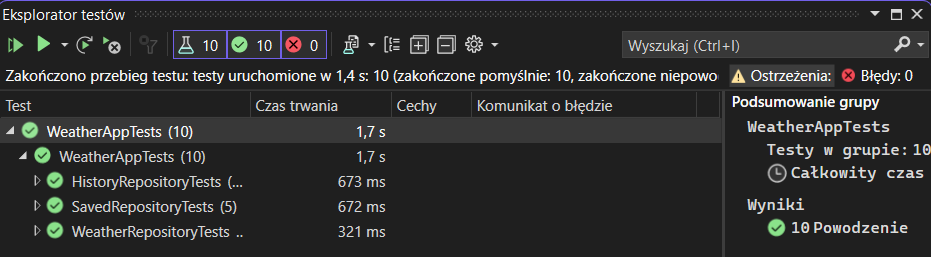 Eksplorator testów
10 10 0
Wyszukaj (Ctrl+I)
Zakończono przebieg testu: testy uruchomione w 1,4 s: 10 (zakończone pomyślnie: 10, zakończone niepowo
Ostrzeżenia:
Błędy: 0
Test Czas trwania Cechy Komunikat o błędzie
WeatherAppTests (10) 1,7 s
WeatherAppTests (10) 1,7 s
HistoryRepositoryTests (... 673 ms
SavedRepositoryTests (5) 672 ms
WeatherRepositoryTests .. 321 ms
Podsumowanie grupy
WeatherAppTests
Testy w grupie: 10
Całkowity czas
Wyniki
10 Powodzenie